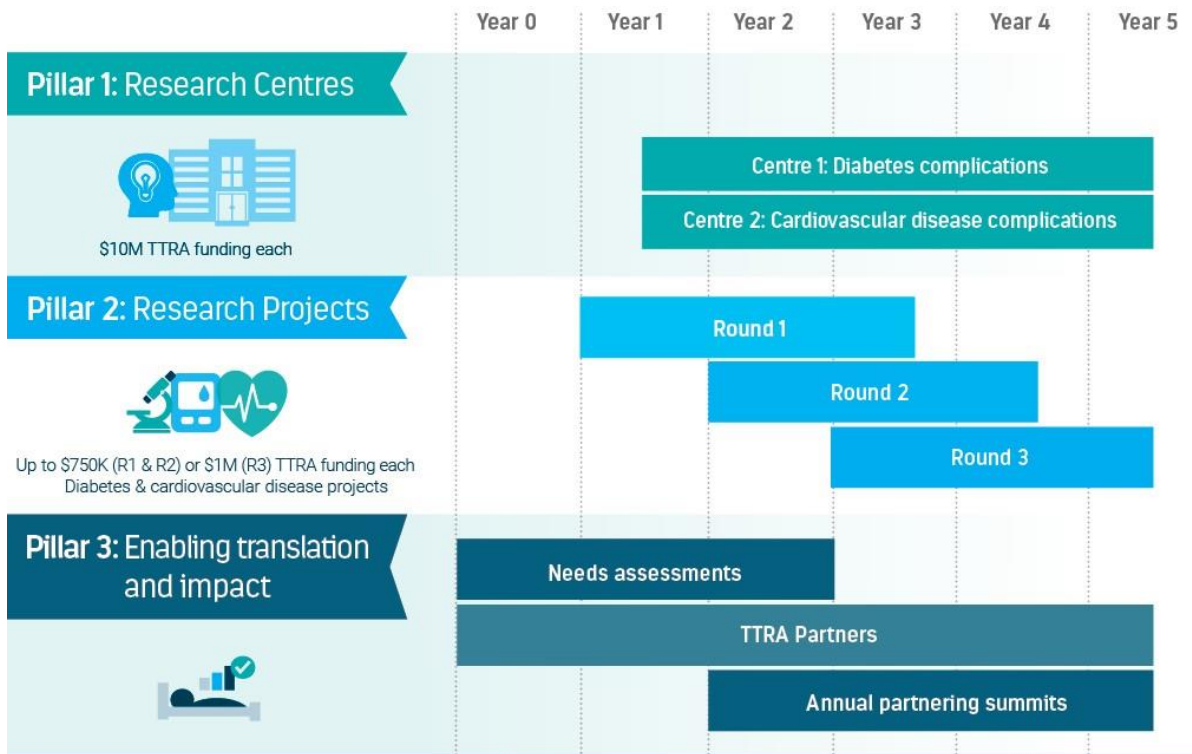 Year 0 Year 1 Year 2 Year 3 Year 4 Year 5
Pillar 1: Research Centres
$10M TTRA funding each
Centre 1: Diabetes complications
Centre 2: Cardiovascular disease complications
Pillar 2: Research Projects
Up to $750K (R1 & R2) or $1M (R3) TTRA funding each
Diabetes & cardiovascular disease projects
Round 1
Round 2
Round 3
Pillar 3: Enabling translation
and impact
Needs assessments
TTRA Partners
Annual partnering summits